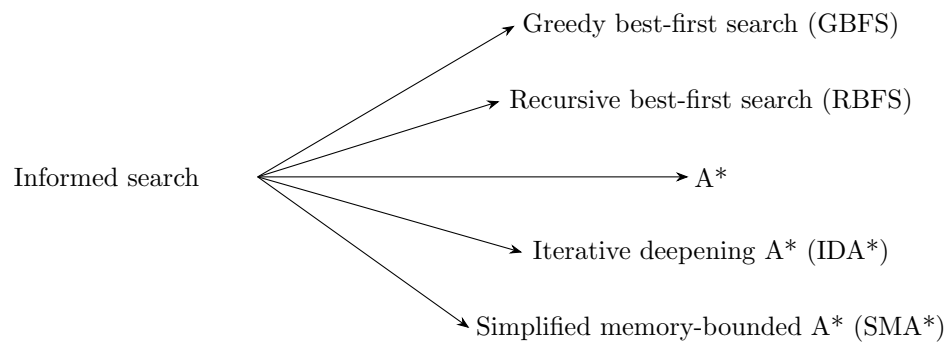 Greedy best-first search (GBFS)
Recursive best-first search (RBFS)
Informed search
A*
Iterative deepening A* (IDA*)
Simplified memory-bounded A* (SMA*)